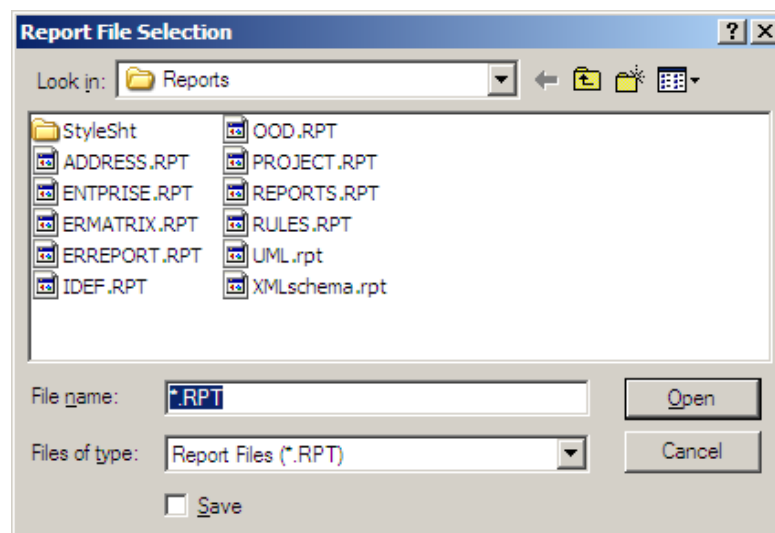 Report File Selection
Look in: Reports
StyleSht
ADDRESS.RPT
ENTPRISE.RPT
ERMATRIX.RPT
ERREPORT.RPT
IDEF.RPT
OOD.RPT
PROJECT.RPT
REPORTS.RPT
RULES.RPT
UML.rpt
XMLschema.rpt
File name: *.RPT Open
Files of type: Report Files (*.RPT) Cancel
Save